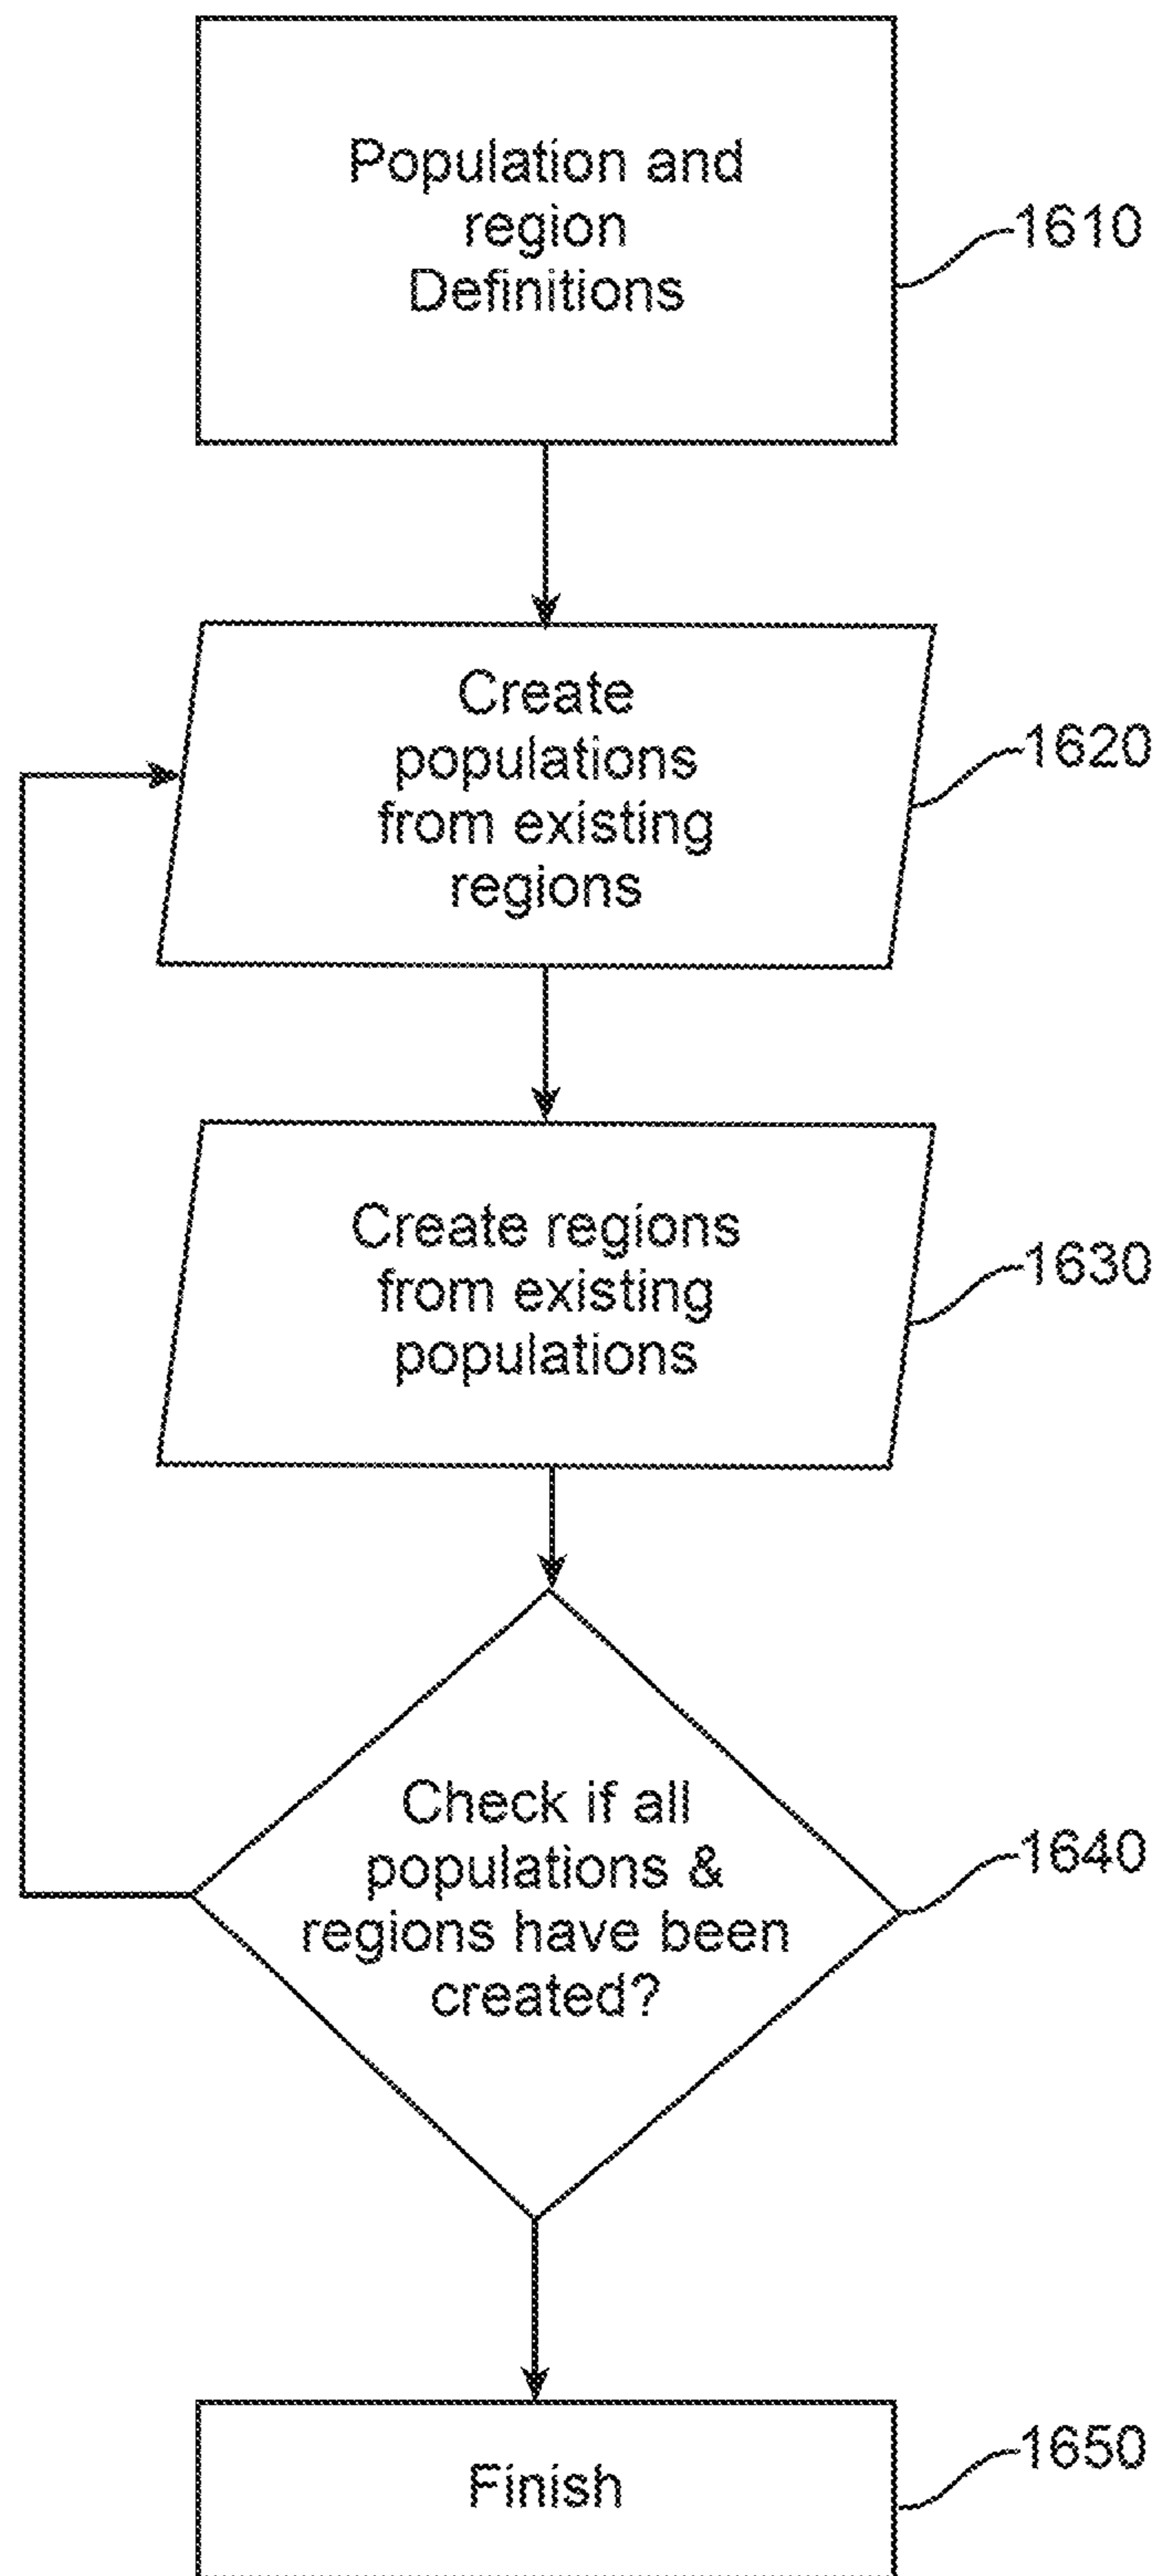 Population and
region
Definitions
1610
Create
populations
from existing
regions
1620
Create regions
from existing
populations
1630
Check if all
populations &
regions have been
created?
1640
Finish
1650